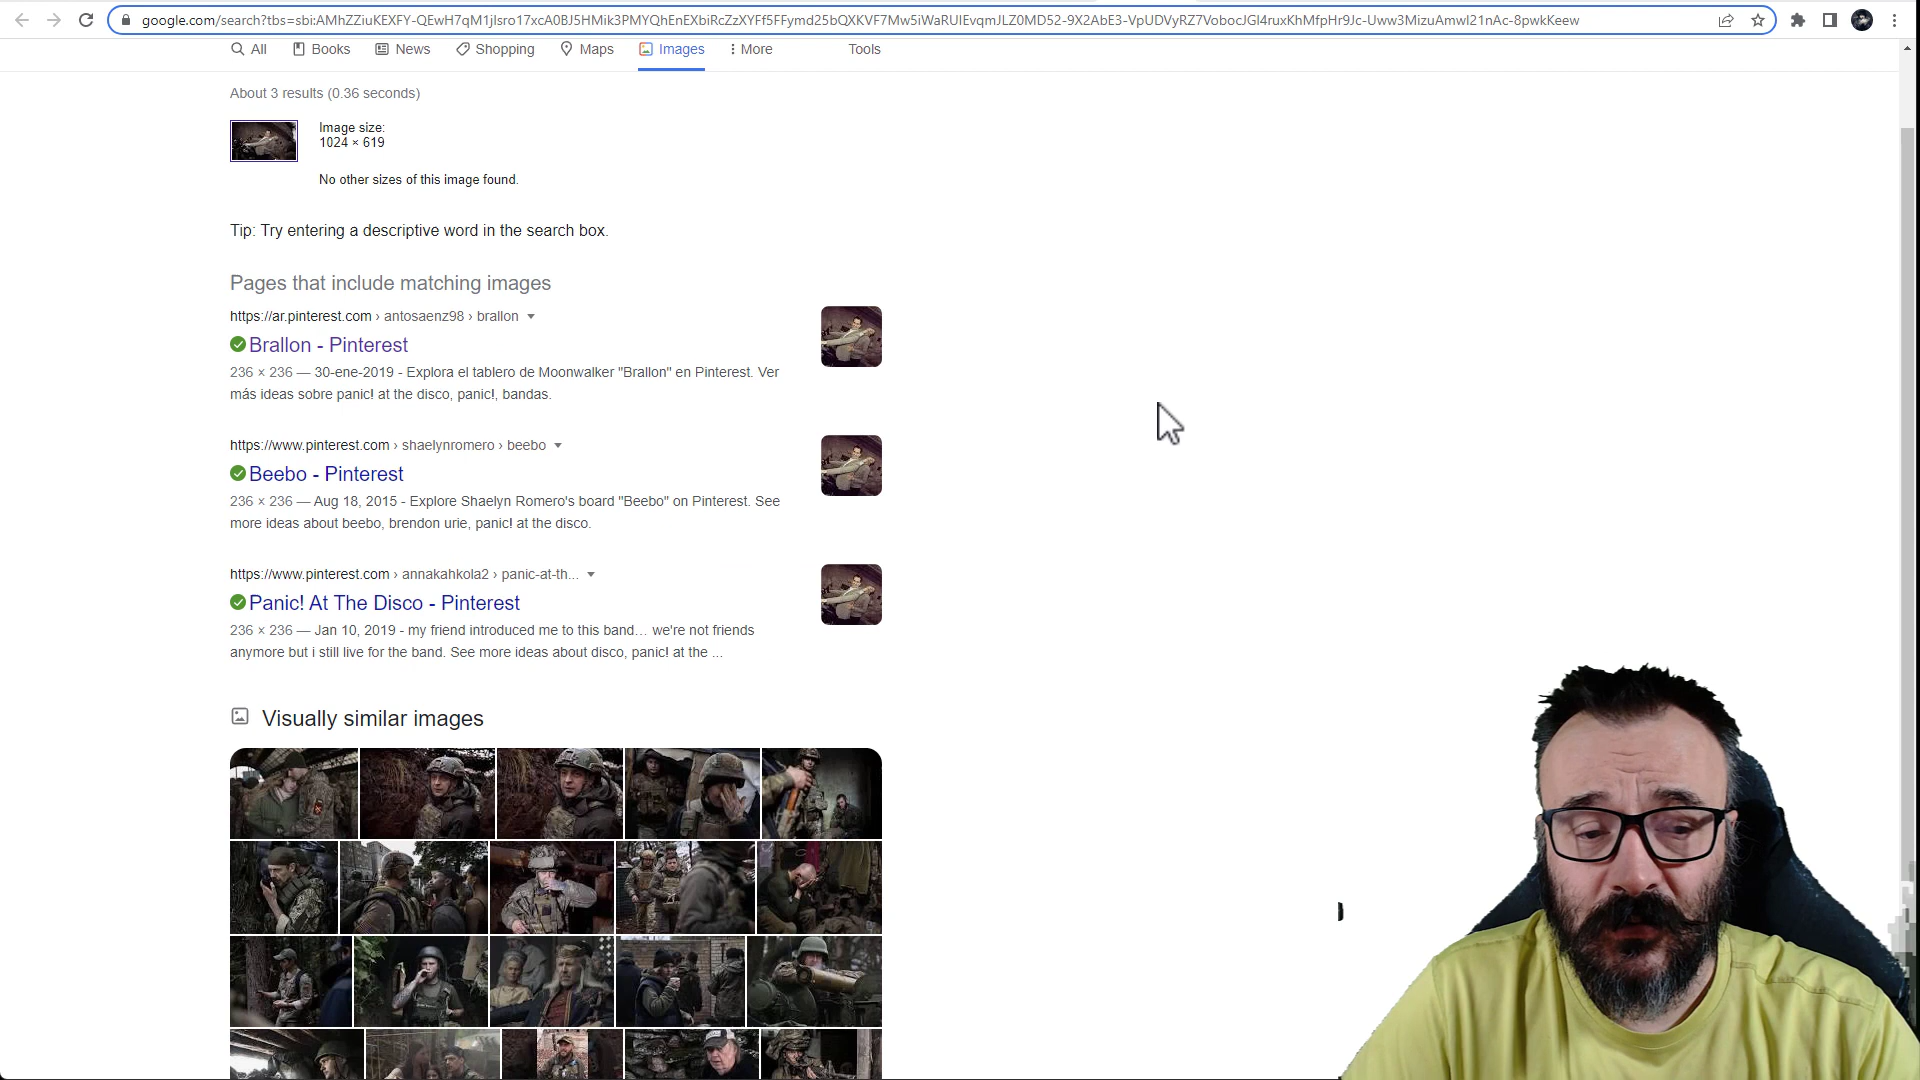 google.com/search?tbs=sbi:AMhZZiuKEXFY-QEwH7qM1jlsro17xcA0BJ5HMik3PMYQhEnEXbiRcZzXYFf5FFymd25bQXKVF7Mw5iWaRUIEvqmJLZ0MD52-9X2AbE3-VpUDVyRZ7VobocJGl4ruxKhMfpHr9Jc-Uww3MizuAmwl21nAc-8pwkKeew
All Books News Shopping Maps Images More Tools
About 3 results (0.36 seconds)
Image size:
1024 × 619
No other sizes of this image found.
Tip: Try entering a descriptive word in the search box.
Pages that include matching images
https://ar.pinterest.com › antosaenz98 › brallon
Brallon - Pinterest
236 × 236 — 30-ene-2019 - Explora el tablero de Moonwalker "Brallon" en Pinterest. Ver
más ideas sobre panic! at the disco, panic!, bandas.
https://www.pinterest.com › shaelynromero › beebo
Beebo - Pinterest
236 × 236 — Aug 18, 2015 - Explore Shaelyn Romero's board "Beebo" on Pinterest. See
more ideas about beebo, brendon urie, panic! at the disco.
https://www.pinterest.com › annakahkola2 › panic-at-th...
Panic! At The Disco - Pinterest
236 × 236 — Jan 10, 2019 - my friend introduced me to this band… we're not friends
anymore but i still live for the band. See more ideas about disco, panic! at the ...
Visually similar images